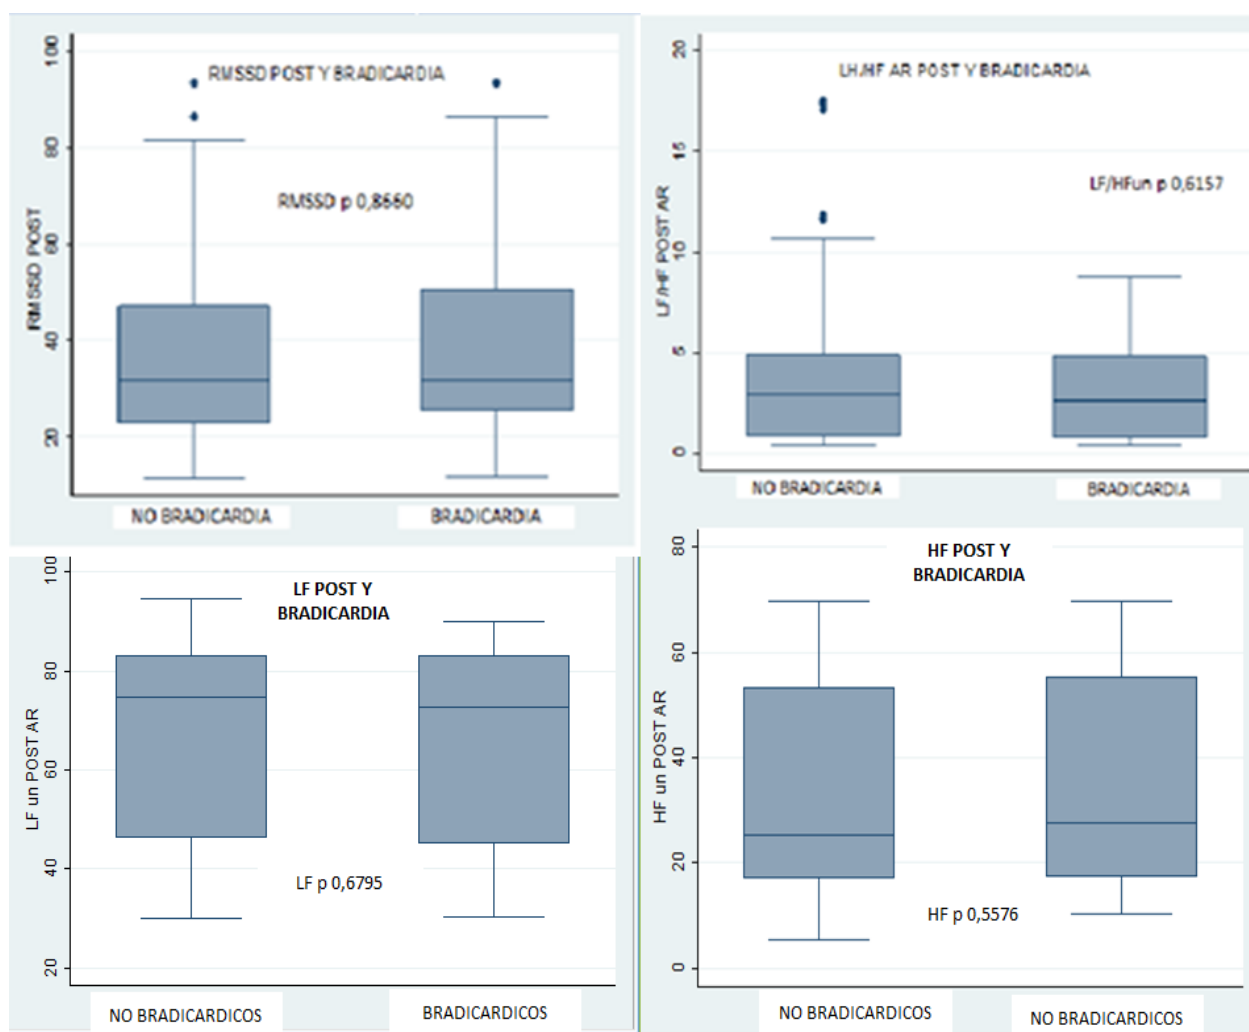 RMSSD POST Y BRADICARDIA
RMSSD p 0,8660
RMSSD POST
100
80
60
40
20
NO BRADICARDIA
BRADICARDIA
LH/HF AR POST Y BRADICARDIA
LF/HFun p 0,6157
LF/HF POST AR
20
15
10
5
0
NO BRADICARDIA
BRADICARDIA
LF POST Y
BRADICARDIA
LF p 0,6795
LF un POST AR
100
80
60
40
20
NO BRADICARDICOS
BRADICARDICOS
HF POST Y
BRADICARDIA
HF p 0,5576
HF un POST AR
80
60
40
20
0
NO BRADICARDICOS
NO BRADICARDICOS